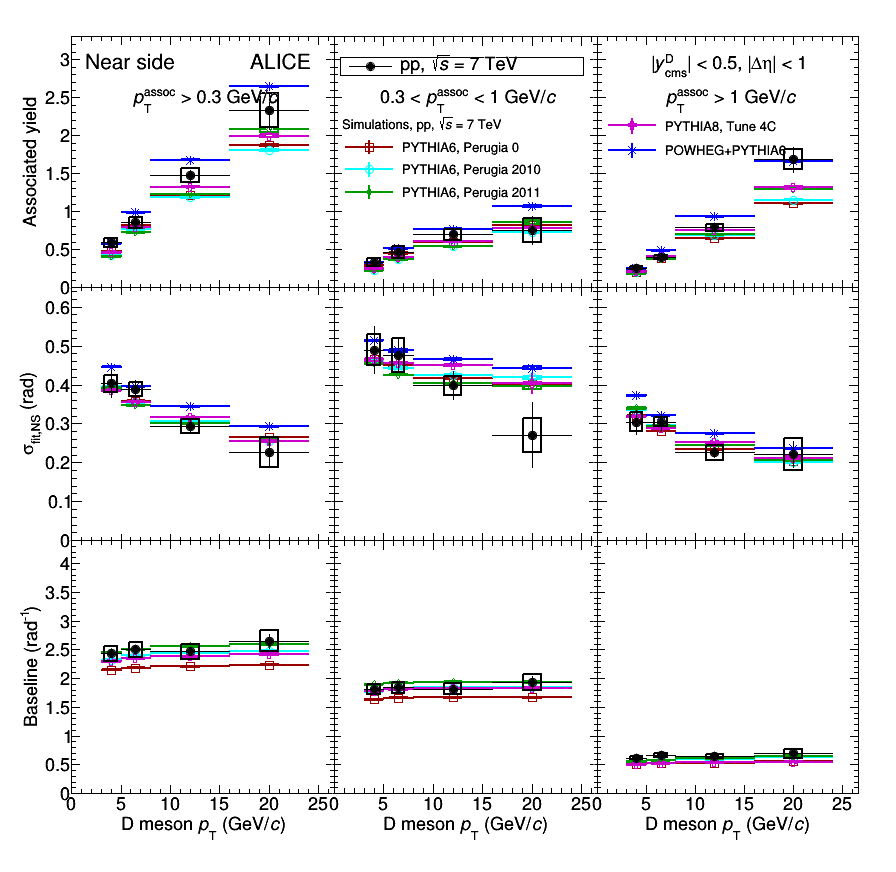 Near side ALICE
pp, √s = 7 TeV
|y^D_cms| < 0.5, |Δη| < 1
p_T^assoc > 0.3 GeV/c
0.3 < p_T^assoc < 1 GeV/c
p_T^assoc > 1 GeV/c
Simulations, pp, √s = 7 TeV
PYTHIA6, Perugia 0
PYTHIA6, Perugia 2010
PYTHIA6, Perugia 2011
PYTHIA8, Tune 4C
POWHEG+PYTHIA6
Associated yield
3
2.5
2
1.5
1
0.5
0
σ_fit,NS (rad)
0.6
0.5
0.4
0.3
0.2
0.1
0
Baseline (rad⁻¹)
4
3.5
3
2.5
2
1.5
1
0.5
0
5 10 15 20 25 0 5 10 15 20 25 0 5 10 15 20 25
D meson p_T (GeV/c) D meson p_T (GeV/c) D meson p_T (GeV/c)